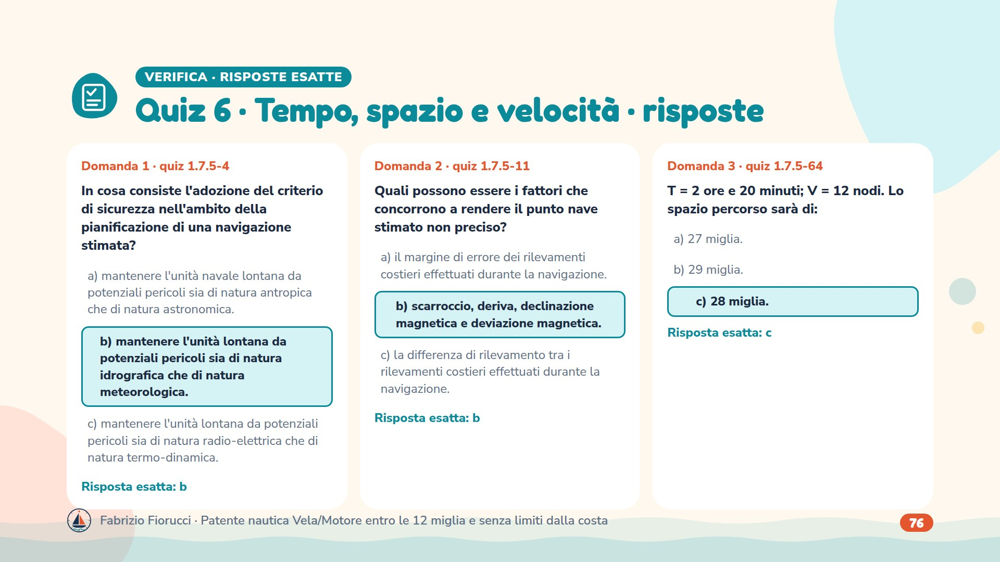 VERIFICA · RISPOSTE ESATTE
Quiz 6 · Tempo, spazio e velocità · risposte
Domanda 1 · quiz 1.7.5-4
In cosa consiste l'adozione del criterio
di sicurezza nell'ambito della
pianificazione di una navigazione
stimata?
a) mantenere l'unità navale lontana da
potenziali pericoli sia di natura antropica
che di natura astronomica.
b) mantenere l'unità lontana da
potenziali pericoli sia di natura
idrografica che di natura
meteorologica.
c) mantenere l'unità lontana da potenziali
pericoli sia di natura radio-elettrica che di
natura termo-dinamica.
Risposta esatta: b
Domanda 2 · quiz 1.7.5-11
Quali possono essere i fattori che
concorrono a rendere il punto nave
stimato non preciso?
a) il margine di errore dei rilevamenti
costieri effettuati durante la navigazione.
b) scarroccio, deriva, declinazione
magnetica e deviazione magnetica.
c) la differenza di rilevamento tra i
rilevamenti costieri effettuati durante la
navigazione.
Risposta esatta: b
Domanda 3 · quiz 1.7.5-64
T = 2 ore e 20 minuti; V = 12 nodi. Lo
spazio percorso sarà di:
a) 27 miglia.
b) 29 miglia.
c) 28 miglia.
Risposta esatta: c
Fabrizio Fiorucci · Patente nautica Vela/Motore entro le 12 miglia e senza limiti dalla costa
76